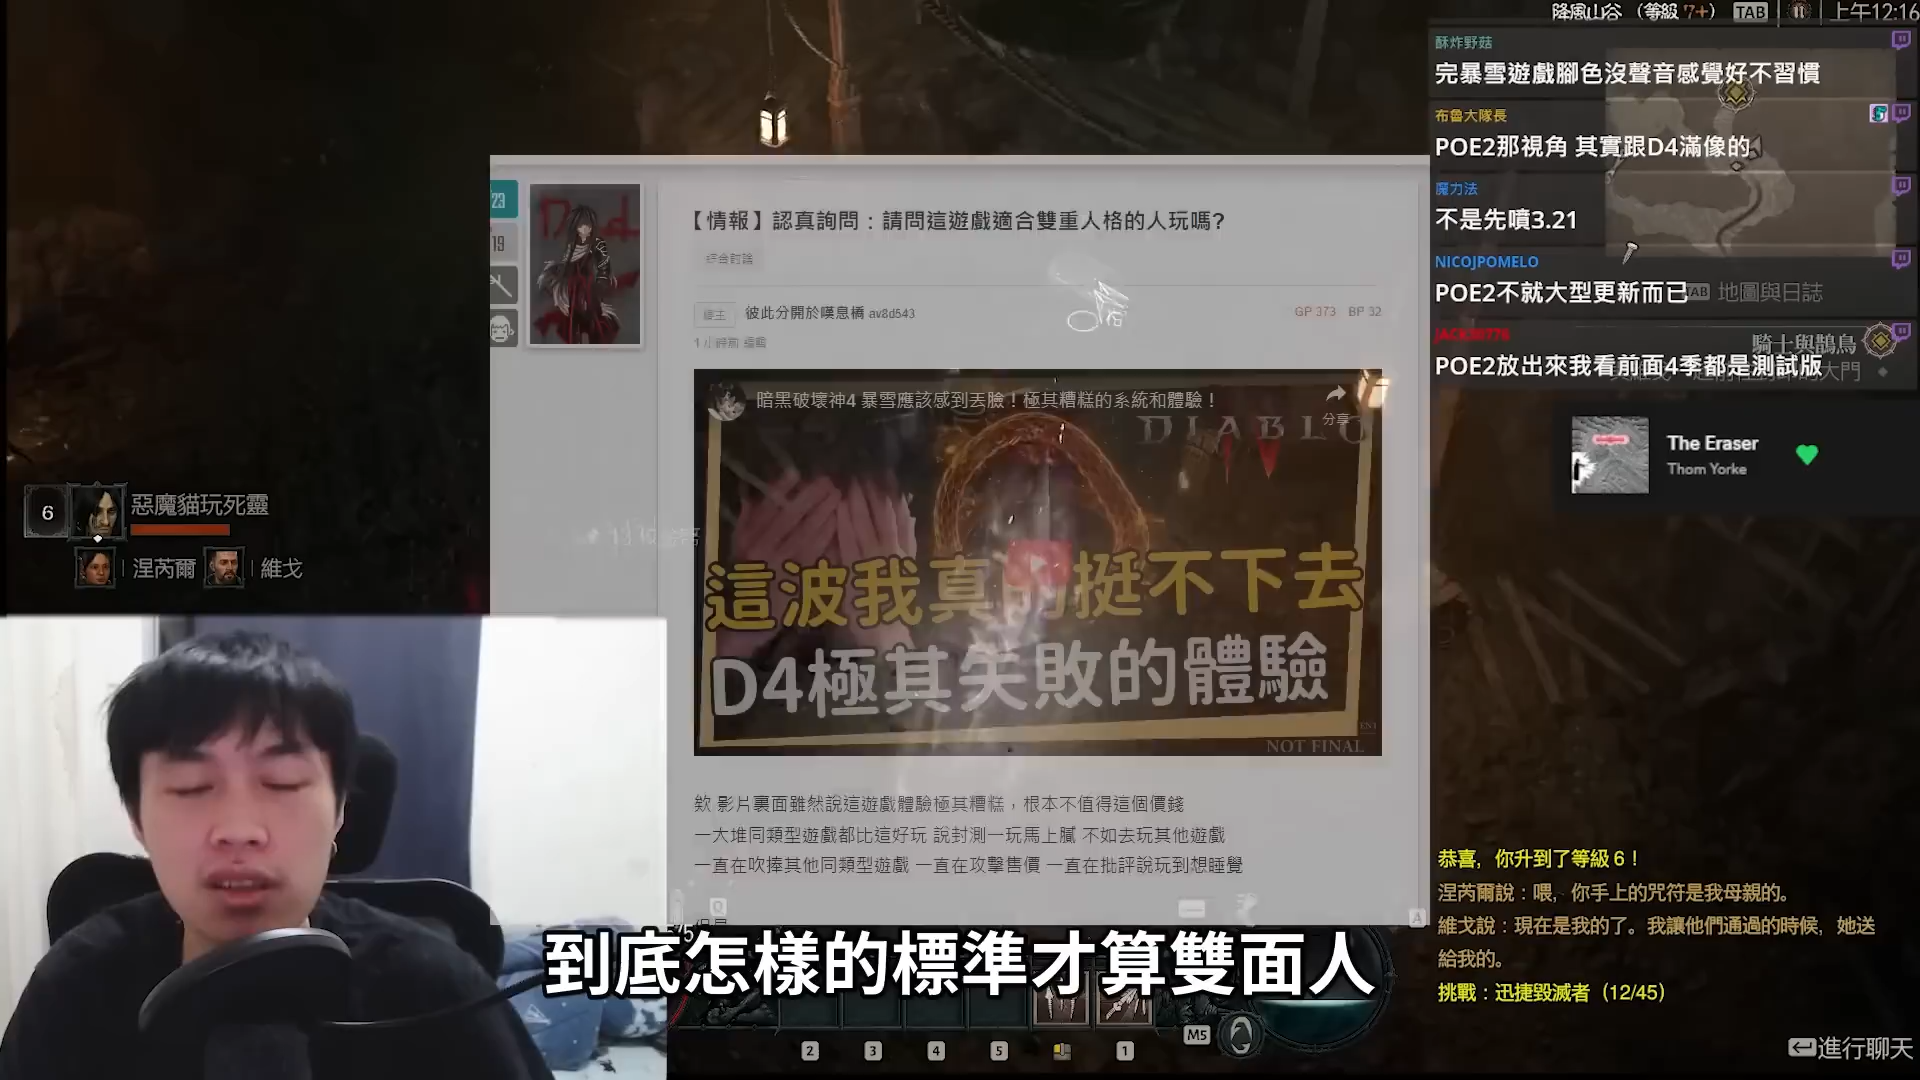 降風山谷 （等級 7+） TAB 上午12:16
酥炸野菇
完暴雪遊戲腳色沒聲音感覺好不習慣
布魯大隊長
POE2那視角 其實跟D4滿像的
魔力法
不是先噴3.21
NICOJPOMELO
POE2不就大型更新而已
TAB 地圖與日誌
JACK50776
騎士與鵲鳥
POE2放出來我看前面4季都是測試版
The Eraser
Thom Yorke
23
19
【情報】認真詢問：請問這遊戲適合雙重人格的人玩嗎?
綜合討論
樓主 彼此分開於嘆息橋 av8d543
GP 373 BP 32
1 小時前 編輯
暗黑破壞神4 暴雪應該感到丟臉！極其糟糕的系統和體驗！
分享
DIABLO
這波我真的挺不下去
D4極其失敗的體驗
NOT FINAL
欸 影片裏面雖然說這遊戲體驗極其糟糕，根本不值得這個價錢
一大堆同類型遊戲都比這好玩 說封測一玩馬上膩 不如去玩其他遊戲
一直在吹捧其他同類型遊戲 一直在攻擊售價 一直在批評說玩到想睡覺
6
惡魔貓玩死靈
涅芮爾
維戈
恭喜，你升到了等級 6！
涅芮爾說：喂，你手上的咒符是我母親的。
維戈說：現在是我的了。我讓他們通過的時候，她送
給我的。
挑戰：迅捷毀滅者（12/45）
Q
A
到底怎樣的標準才算雙面人
2
3
4
5
1
M5
進行聊天